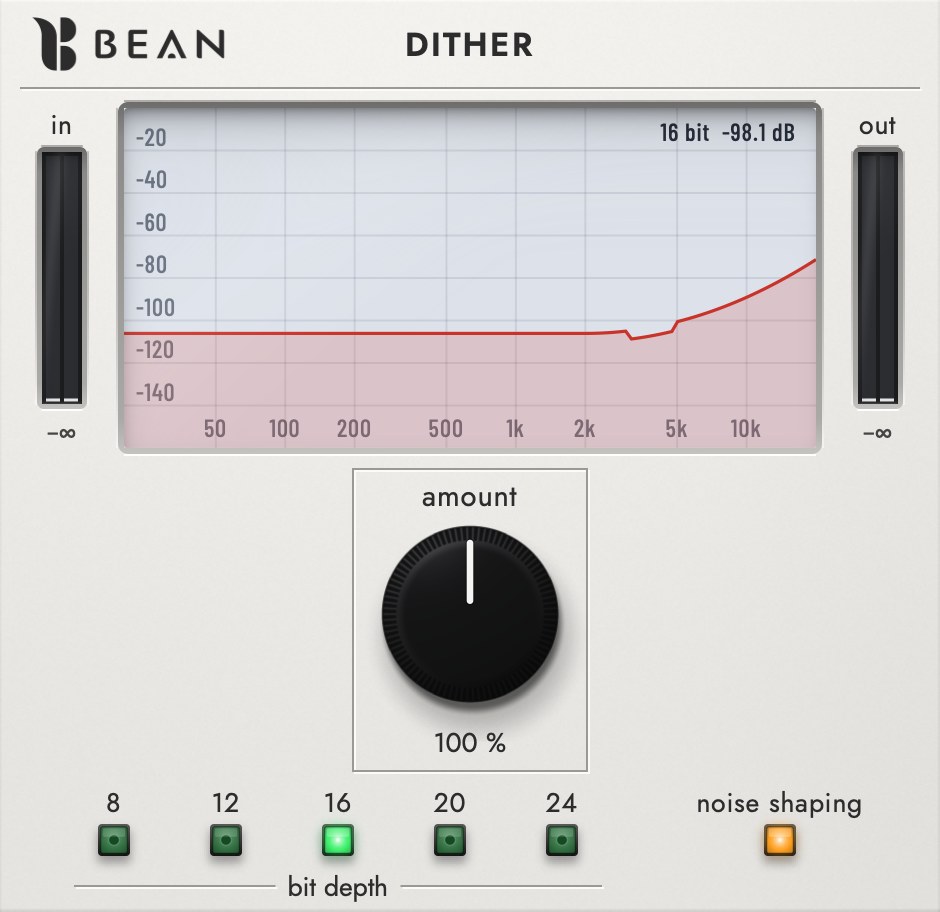 BEAN
DITHER
in
out
16 bit -98.1 dB
-20
-40
-60
-80
-100
-120
-140
50 100 200 500 1k 2k 5k 10k
-∞
-∞
amount
100 %
8 12 16 20 24
noise shaping
bit depth